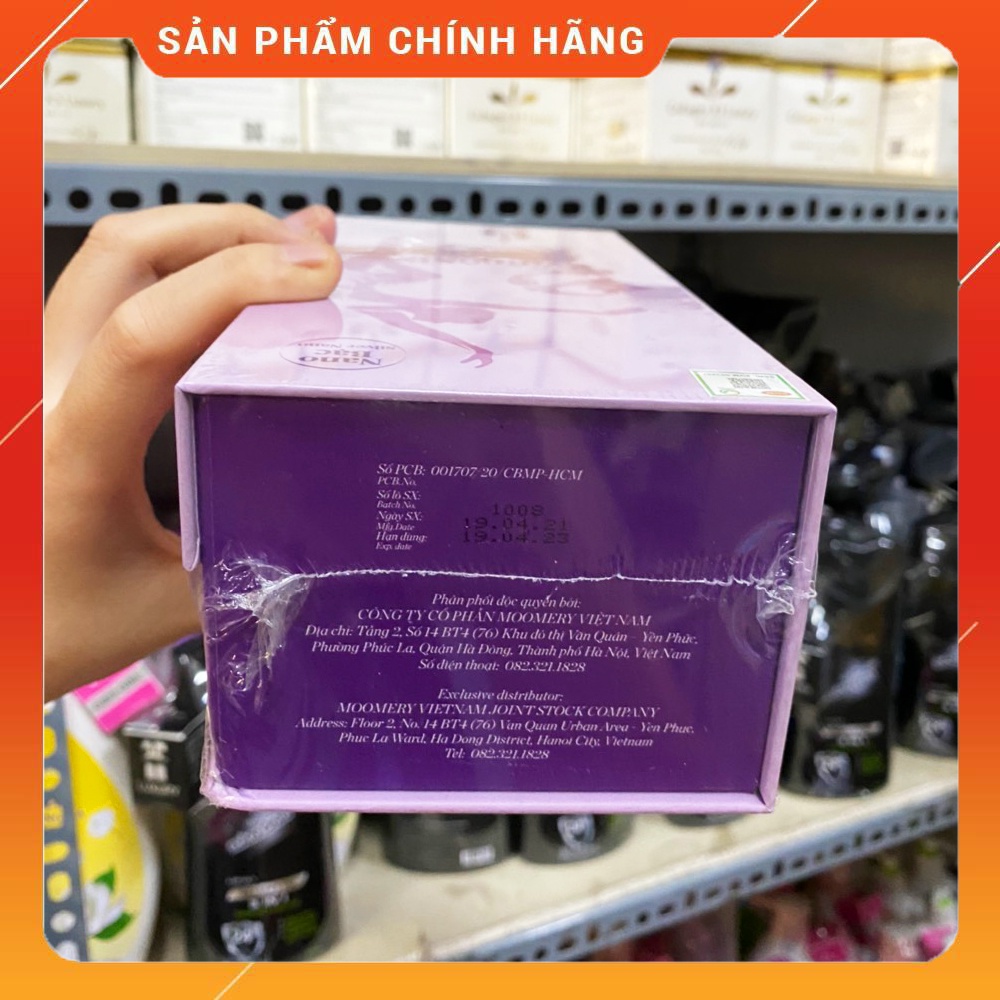 SẢN PHẨM CHÍNH HÃNG
Nano
Bạc
Silver Nano
Số PCB: 001707/20/CBMP-HCM
PCB.No.
Số lô SX:
Batch No.
1009
Ngày SX:
Mfg.Date
19.04.21
Hạn dùng:
Exp. date
19.04.23
Phân phối độc quyền bởi:
CÔNG TY CỔ PHẦN MOOMERY VIỆT NAM
Địa chỉ: Tầng 2, Số 14 BT4 (76) Khu đô thị Văn Quán - Yên Phúc,
Phường Phúc La, Quận Hà Đông, Thành phố Hà Nội, Việt Nam
Số điện thoại: 082.321.1828
Exclusive distributor:
MOOMERY VIETNAM JOINT STOCK COMPANY
Address: Floor 2, No. 14 BT4 (76) Van Quan Urban Area - Yen Phuc,
Phuc La Ward, Ha Dong District, Hanoi City, Vietnam
Tel: 082.321.1828